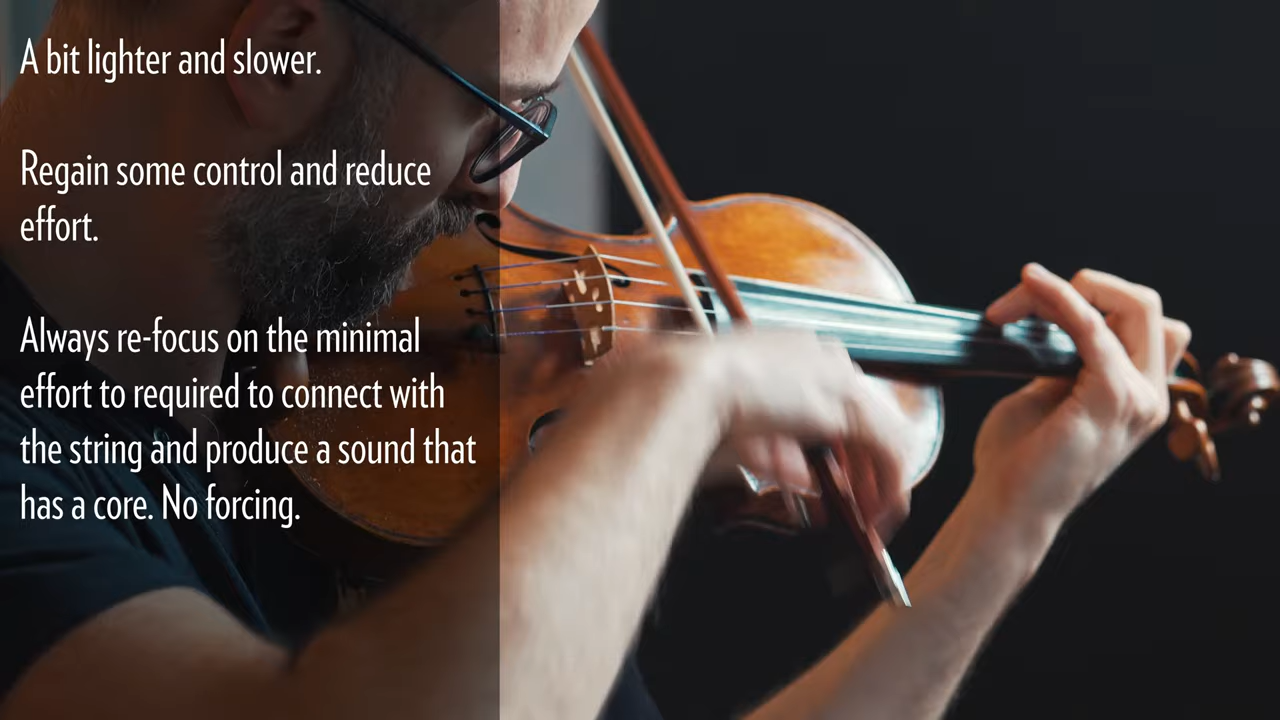 A bit lighter and slower.
Regain some control and reduce
effort.
Always re-focus on the minimal
effort to required to connect with
the string and produce a sound that
has a core. No forcing.